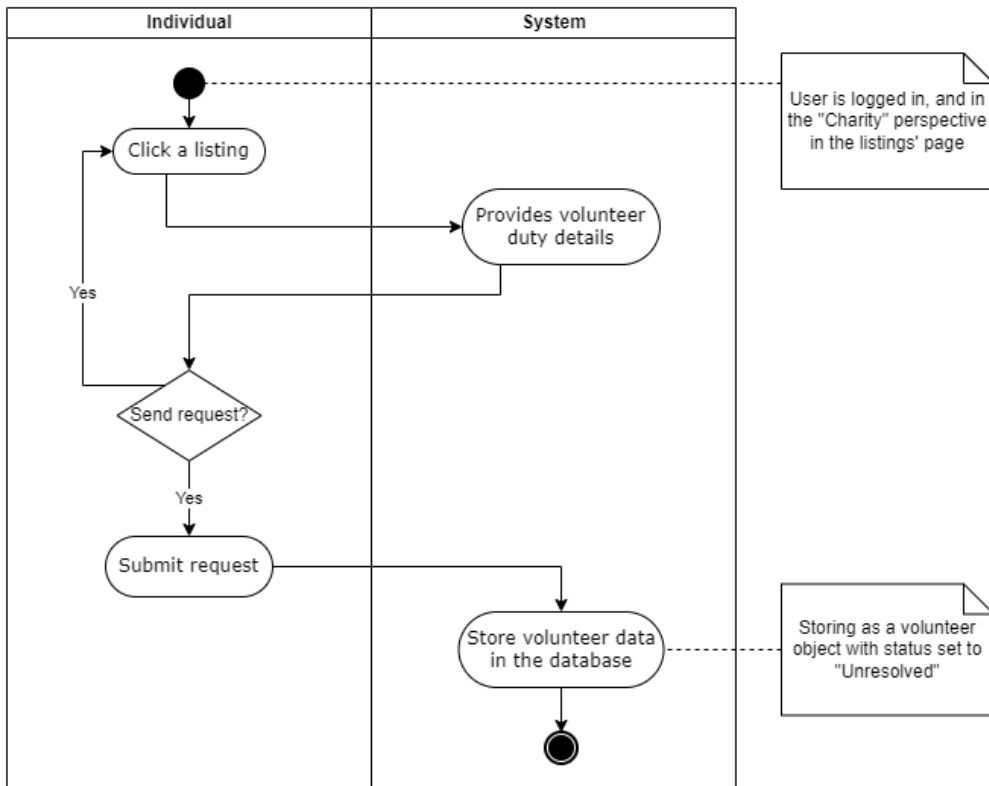 Individual
System
User is logged in, and in
the "Charity" perspective
in the listings' page
Click a listing
Provides volunteer
duty details
Yes
Send request?
Yes
Submit request
Store volunteer data
in the database
Storing as a volunteer
object with status set to
"Unresolved"